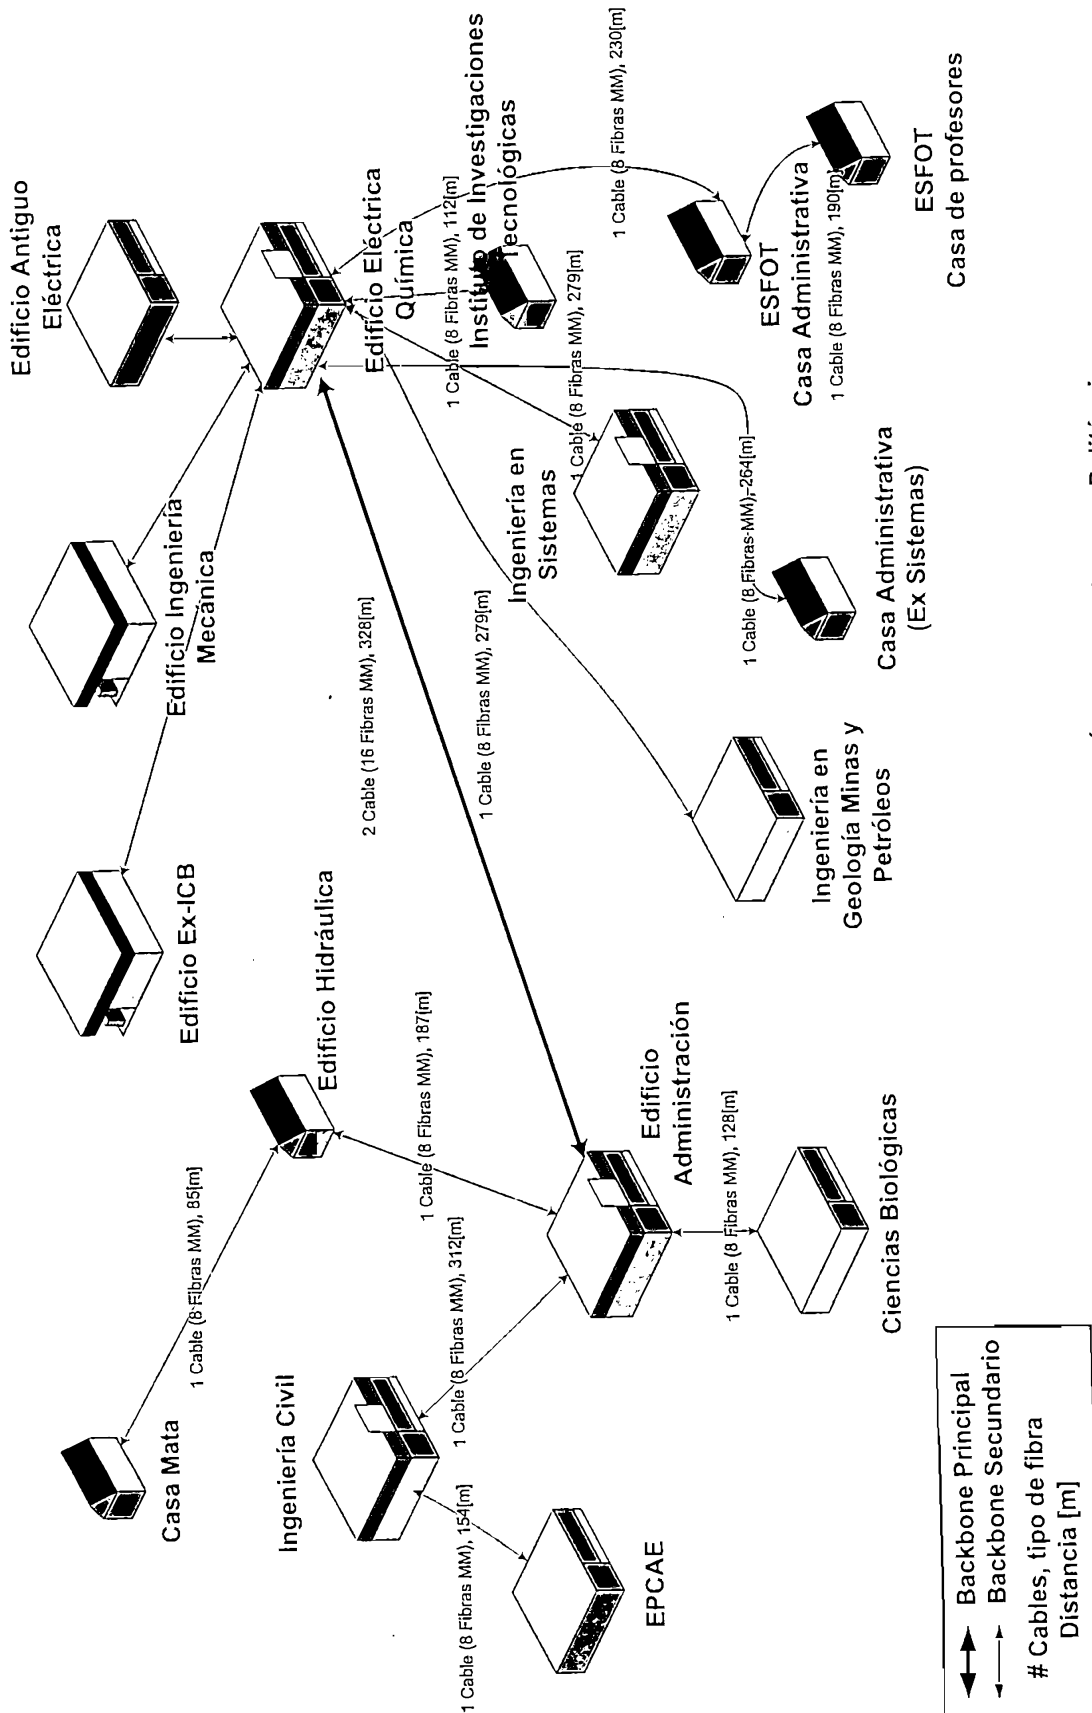 Edificio Antiguo
Eléctrica
Edificio Ingeniería
Mecánica
Edificio Ex-ICB
Edificio Eléctrica
Química
1 Cable (8 Fibras MM), 112[m]
Instituto de Investigaciones
Tecnológicas
1 Cable (8 Fibras MM), 230[m]
1 Cable (8 Fibras MM), 279[m]
ESFOT
Casa Administrativa
1 Cable (8 Fibras MM), 190[m]
ESFOT
Casa de profesores
Ingeniería en
Sistemas
1 Cable (8 Fibras MM), 264[m]
Casa Administrativa
(Ex Sistemas)
2 Cable (16 Fibras MM), 328[m]
1 Cable (8 Fibras MM), 279[m]
Ingeniería en
Geología Minas y
Petróleos
Edificio Hidráulica
1 Cable (8 Fibras MM), 187[m]
1 Cable (8 Fibras MM), 85[m]
Casa Mata
Edificio
Administración
1 Cable (8 Fibras MM), 312[m]
1 Cable (8 Fibras MM), 128[m]
Ciencias Biológicas
Ingeniería Civil
1 Cable (8 Fibras MM), 154[m]
EPCAE
Backbone Principal
Backbone Secundario
# Cables, tipo de fibra
Distancia [m]